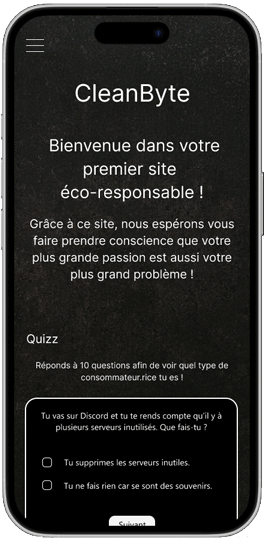 CleanByte
Bienvenue dans votre
premier site
éco-responsable !
Grâce à ce site, nous espérons vous
faire prendre conscience que votre
plus grande passion est aussi votre
plus grand problème !
Quizz
Réponds à 10 questions afin de voir quel type de
consommateur.rice tu es !
Tu vas sur Discord et tu te rends compte qu'il y à
plusieurs serveurs inutilisés. Que fais-tu ?
Tu supprimes les serveurs inutiles.
Tu ne fais rien car se sont des souvenirs.
Suivant